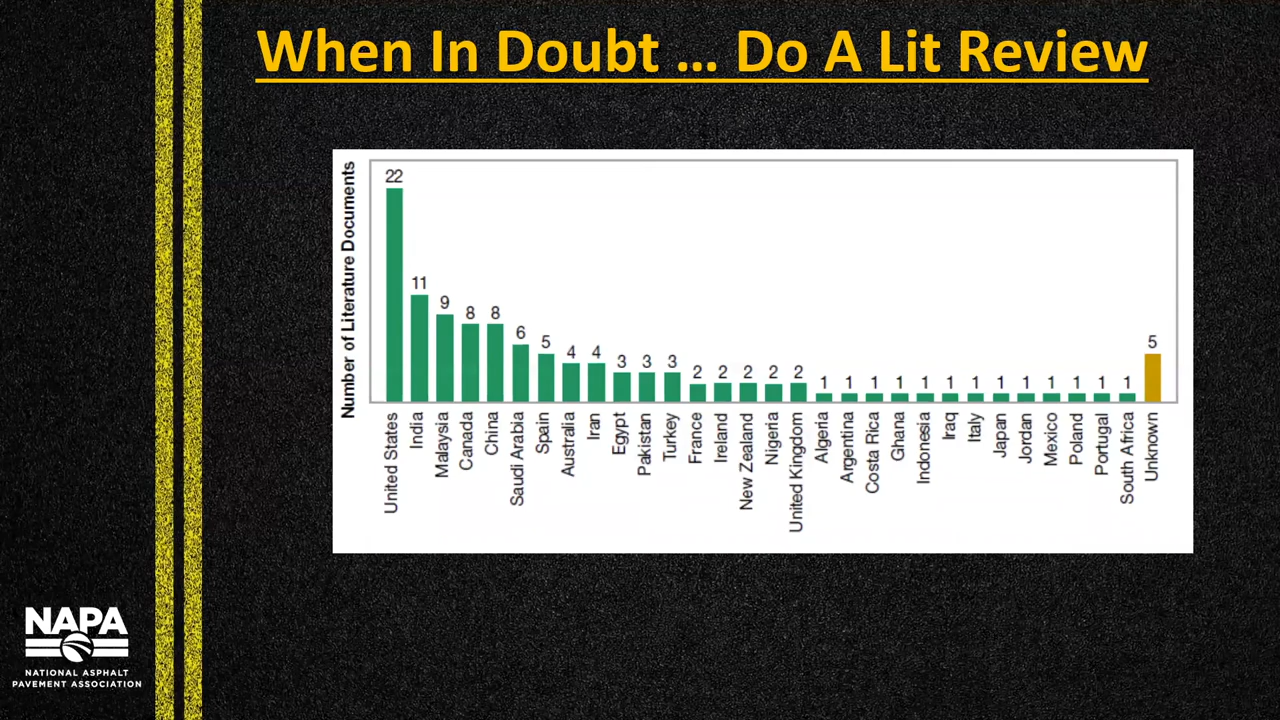 When In Doubt ... Do A Lit Review
Number of Literature Documents
22
11
9
8
8
6
5
4
4
3
3
3
2
2
2
2
2
1
1
1
1
1
1
1
1
1
1
1
1
1
5
United States
India
Malaysia
Canada
China
Saudi Arabia
Spain
Australia
Iran
Egypt
Pakistan
Turkey
France
Ireland
New Zealand
Nigeria
United Kingdom
Algeria
Argentina
Costa Rica
Ghana
Indonesia
Iraq
Italy
Japan
Jordan
Mexico
Poland
Portugal
South Africa
Unknown
NAPA
NATIONAL ASPHALT
PAVEMENT ASSOCIATION